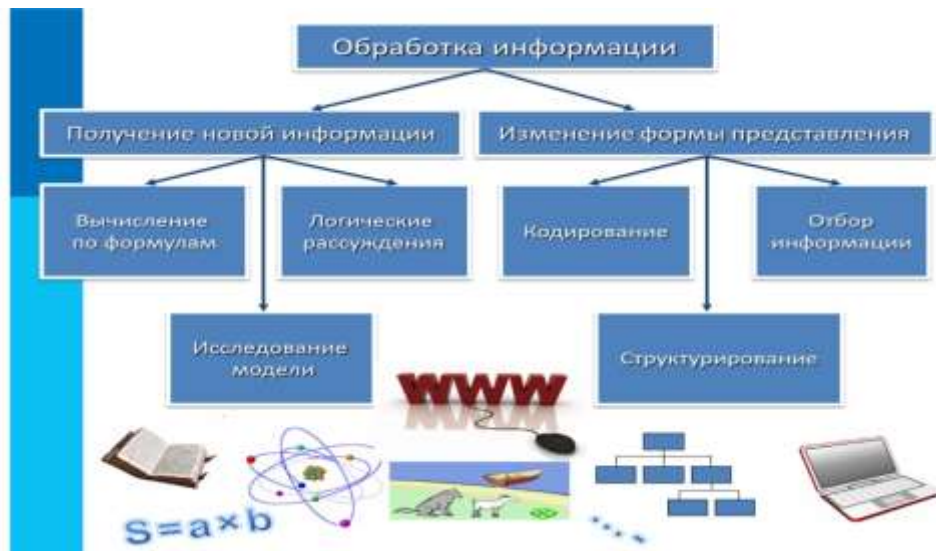 Обработка информации
Получение новой информации
Изменение формы представления
Вычисление
по формулам
Логические
рассуждения
Кодирование
Отбор
информации
Исследование
модели
Структурирование
WWW
S=a×b